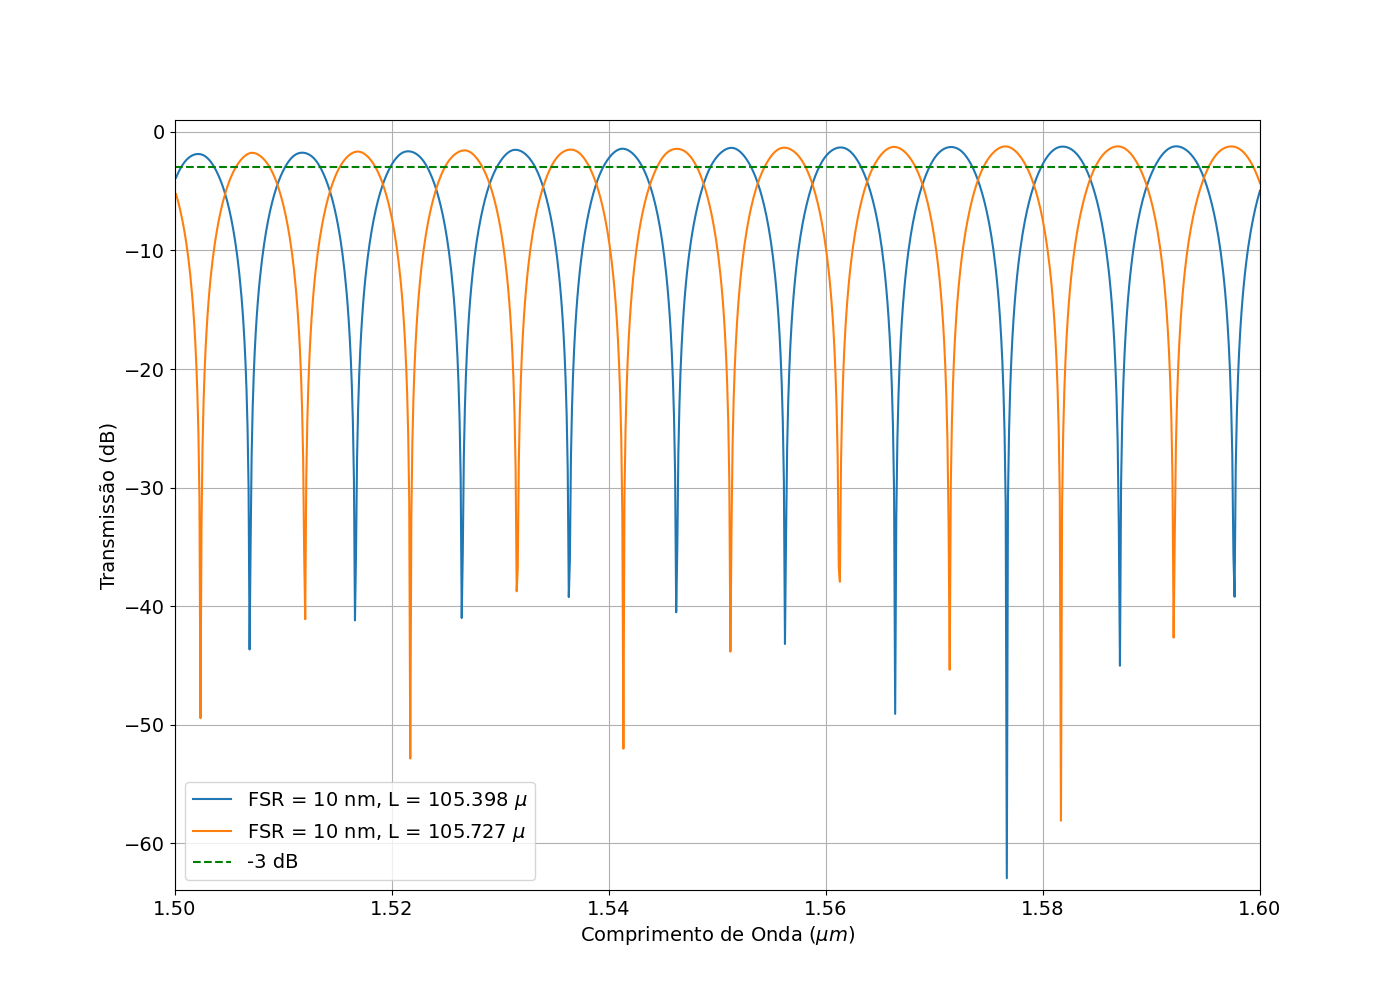 0
−10
−20
−30
−40
−50
−60
Transmissão (dB)
FSR = 10 nm, L = 105.398 μ
FSR = 10 nm, L = 105.727 μ
-3 dB
1.50 1.52 1.54 1.56 1.58 1.60
Comprimento de Onda (μm)